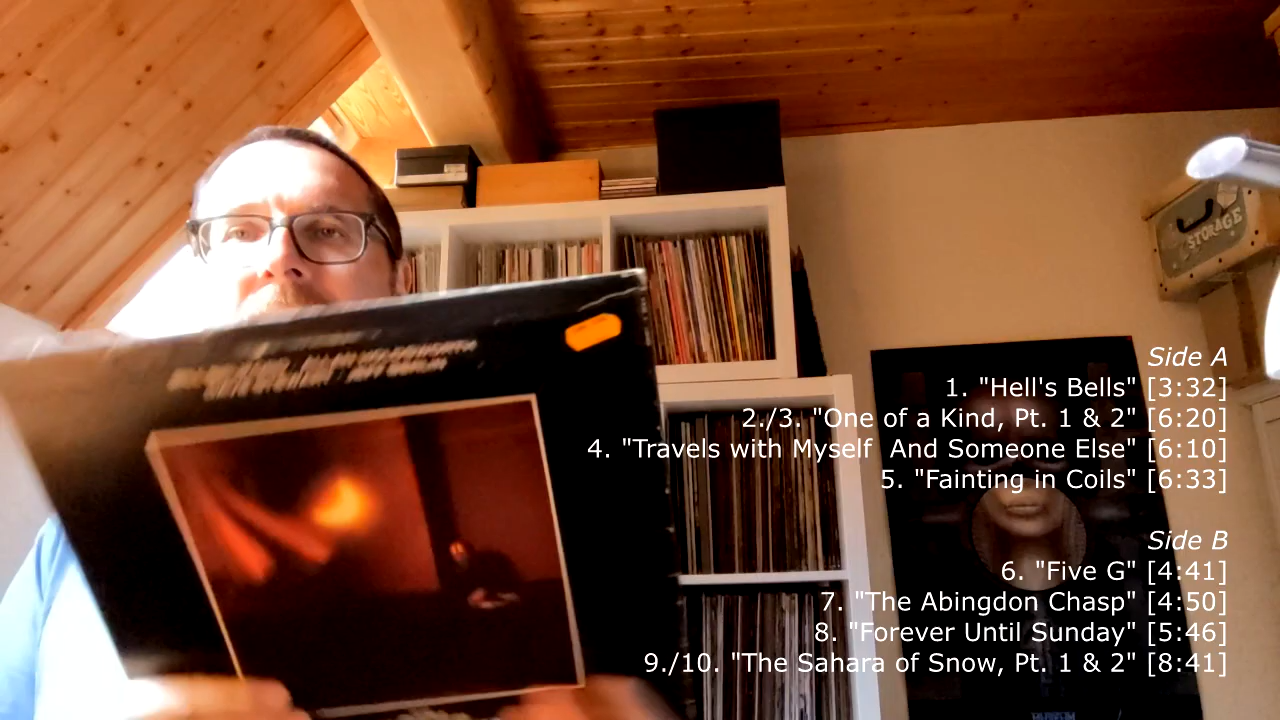 STORAGE
Side A
1. "Hell's Bells" [3:32]
2./3. "One of a Kind, Pt. 1 & 2" [6:20]
4. "Travels with Myself  And Someone Else" [6:10]
5. "Fainting in Coils" [6:33]
Side B
6. "Five G" [4:41]
7. "The Abingdon Chasp" [4:50]
8. "Forever Until Sunday" [5:46]
9./10. "The Sahara of Snow, Pt. 1 & 2" [8:41]